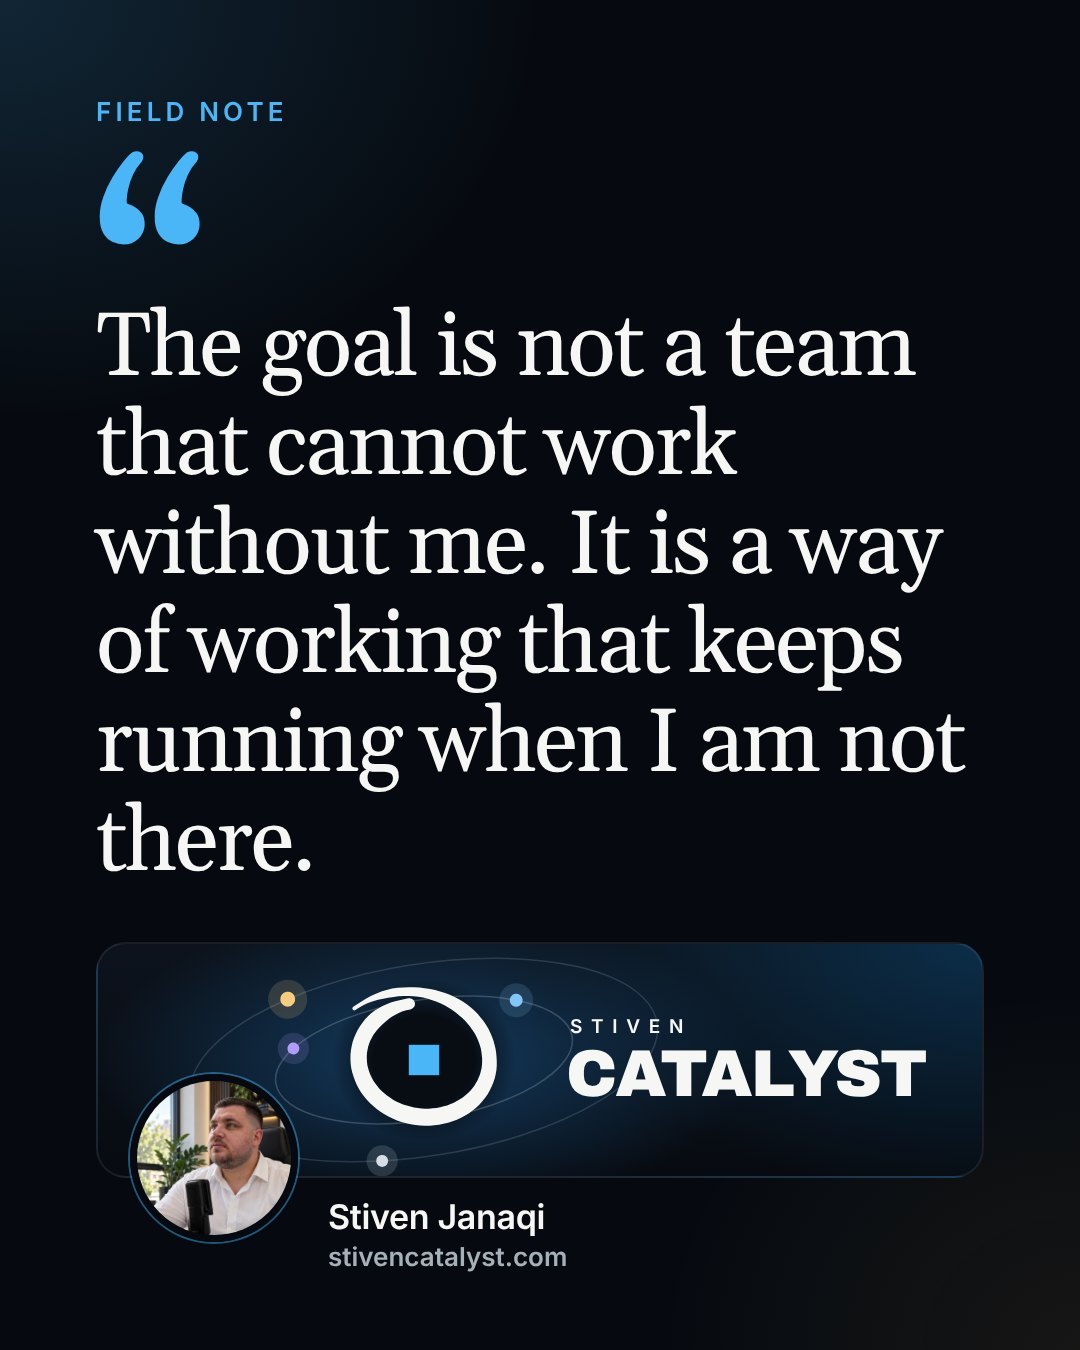 FIELD NOTE
“
The goal is not a team
that cannot work
without me. It is a way
of working that keeps
running when I am not
there.
STIVEN
CATALYST
Stiven Janaqi
stivencatalyst.com